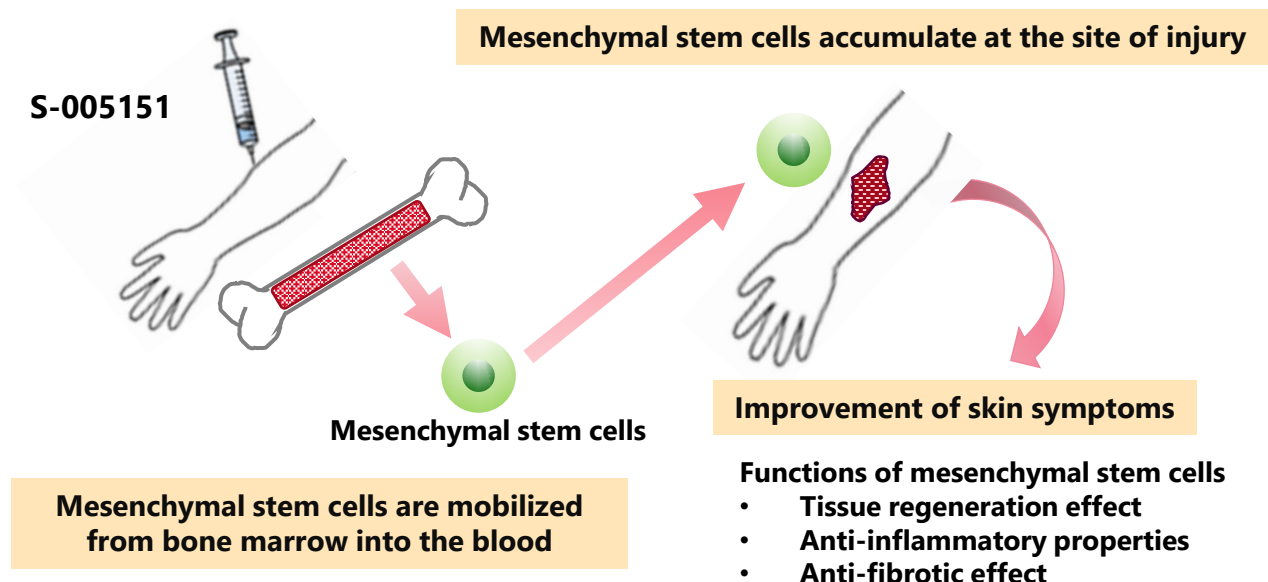 Mesenchymal stem cells accumulate at the site of injury
S-005151
Mesenchymal stem cells
Mesenchymal stem cells are mobilized
from bone marrow into the blood
Improvement of skin symptoms
Functions of mesenchymal stem cells
• Tissue regeneration effect
• Anti-inflammatory properties
• Anti-fibrotic effect